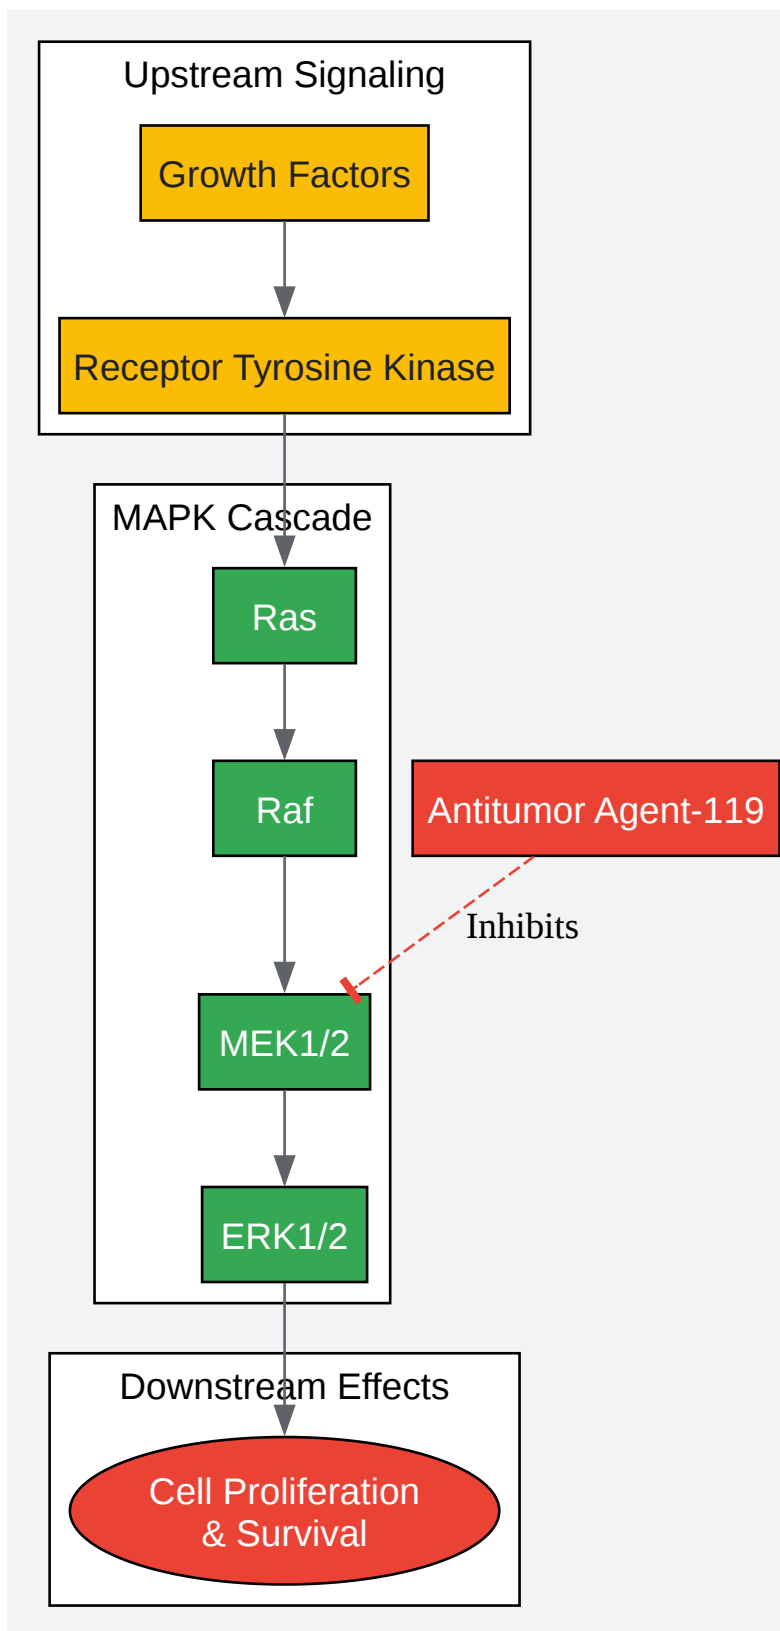 Upstream Signaling
Growth Factors
Receptor Tyrosine Kinase
MAPK Cascade
Ras
Raf
Antitumor Agent-119
Inhibits
MEK1/2
ERK1/2
Downstream Effects
Cell Proliferation
& Survival